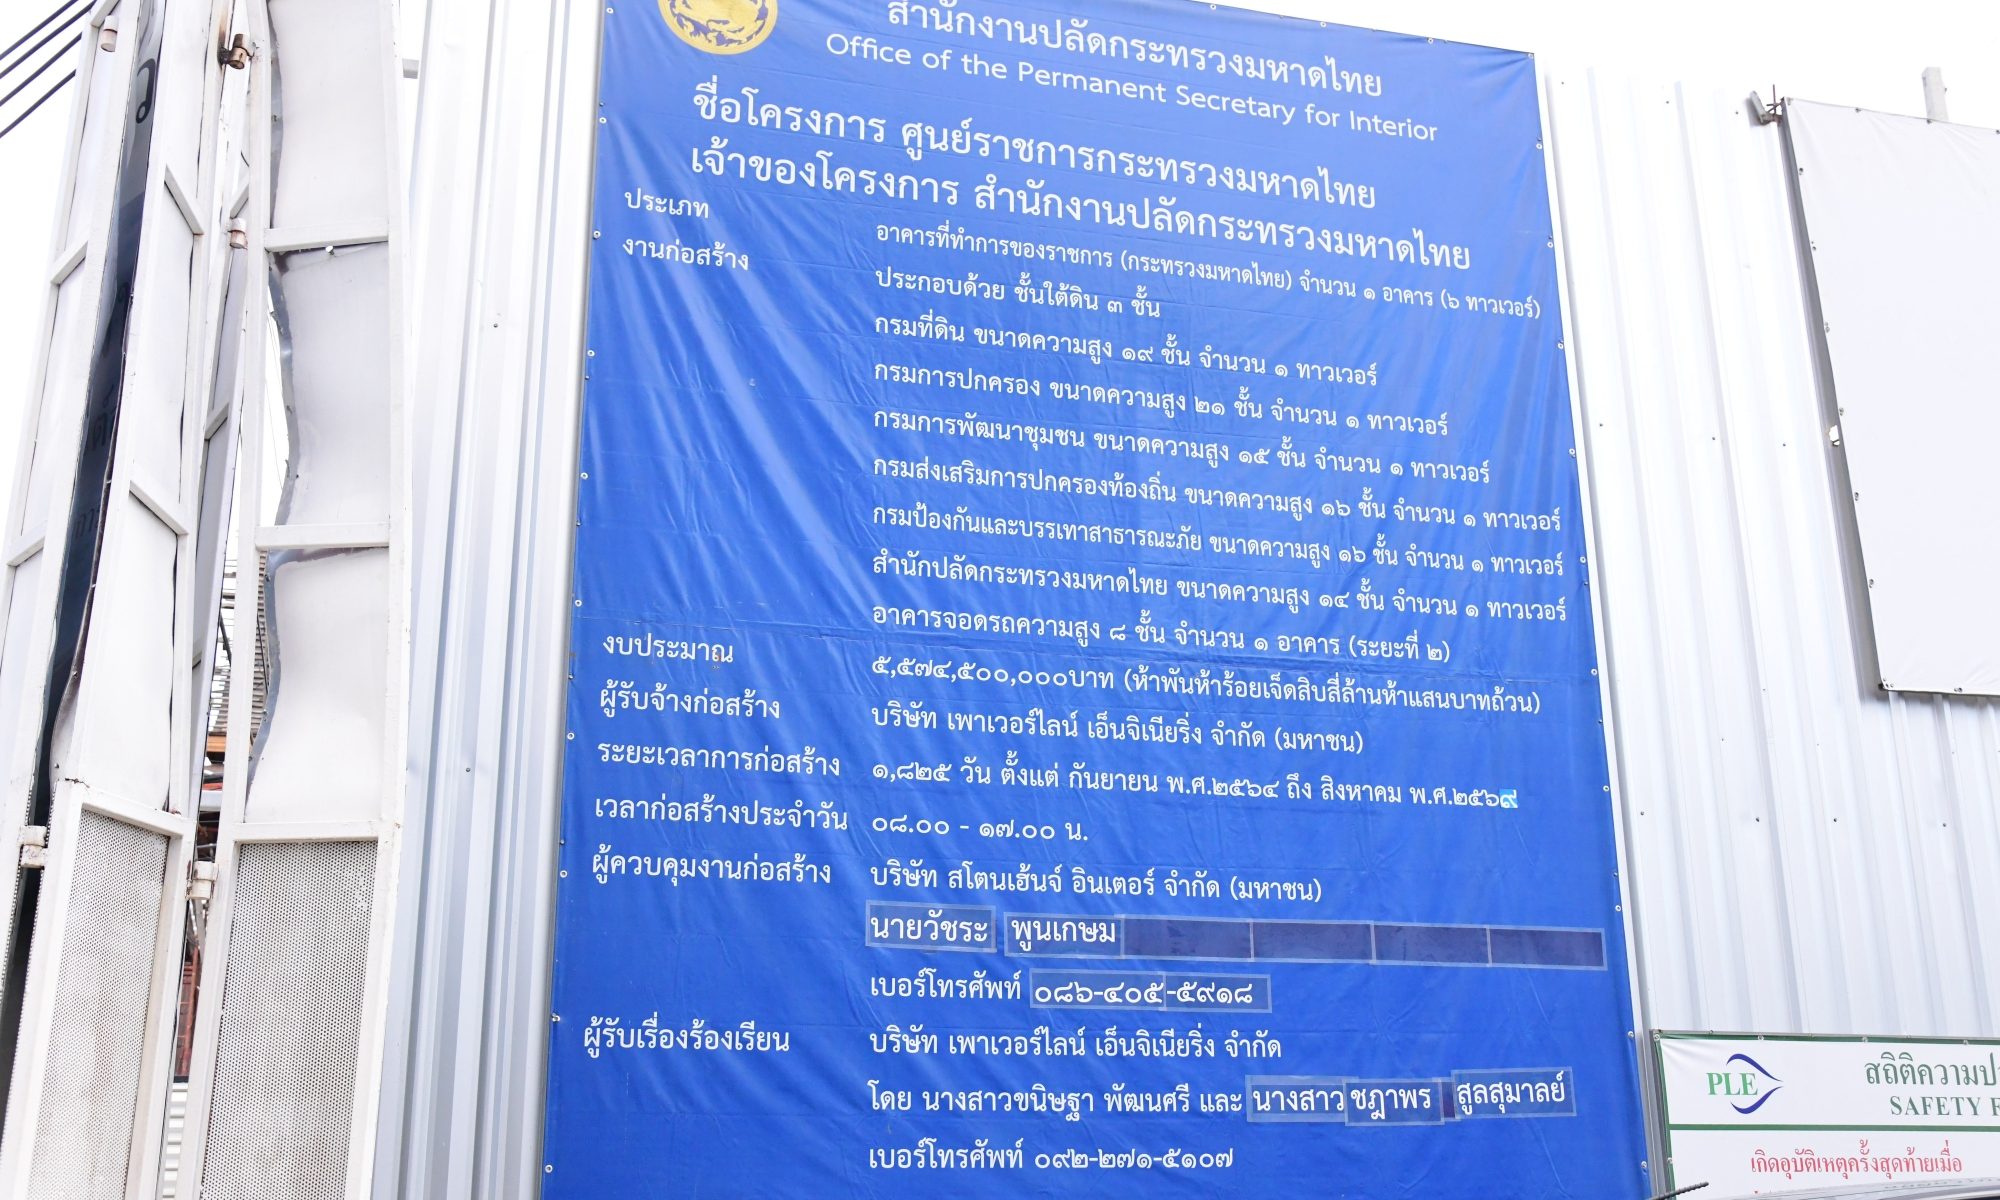 สำนักงานปลัดกระทรวงมหาดไทย
Office of the Permanent Secretary for Interior
ชื่อโครงการ ศูนย์ราชการกระทรวงมหาดไทย
เจ้าของโครงการ สำนักงานปลัดกระทรวงมหาดไทย
ประเภท อาคารที่ทำการของราชการ (กระทรวงมหาดไทย) จำนวน ๑ อาคาร (๖ ทาวเวอร์)
งานก่อสร้าง ประกอบด้วย ชั้นใต้ดิน ๓ ชั้น
กรมที่ดิน ขนาดความสูง ๑๙ ชั้น จำนวน ๑ ทาวเวอร์
กรมการปกครอง ขนาดความสูง ๒๑ ชั้น จำนวน ๑ ทาวเวอร์
กรมการพัฒนาชุมชน ขนาดความสูง ๑๕ ชั้น จำนวน ๑ ทาวเวอร์
กรมส่งเสริมการปกครองท้องถิ่น ขนาดความสูง ๑๖ ชั้น จำนวน ๑ ทาวเวอร์
กรมป้องกันและบรรเทาสาธารณะภัย ขนาดความสูง ๑๖ ชั้น จำนวน ๑ ทาวเวอร์
สำนักปลัดกระทรวงมหาดไทย ขนาดความสูง ๑๔ ชั้น จำนวน ๑ ทาวเวอร์
อาคารจอดรถความสูง ๘ ชั้น จำนวน ๑ อาคาร (ระยะที่ ๒)
งบประมาณ ๕,๕๗๔,๕๐๐,๐๐๐บาท (ห้าพันห้าร้อยเจ็ดสิบสี่ล้านห้าแสนบาทถ้วน)
ผู้รับจ้างก่อสร้าง บริษัท เพาเวอร์ไลน์ เอ็นจิเนียริ่ง จำกัด (มหาชน)
ระยะเวลาการก่อสร้าง ๑,๘๒๕ วัน ตั้งแต่ กันยายน พ.ศ.๒๕๖๔ ถึง สิงหาคม พ.ศ.๒๕๖๙
เวลาก่อสร้างประจำวัน ๐๘.๐๐ - ๑๗.๐๐ น.
ผู้ควบคุมงานก่อสร้าง บริษัท สโตนเฮ้นจ์ อินเตอร์ จำกัด (มหาชน)
นายวัชระ พูนเกษม
เบอร์โทรศัพท์ ๐๘๖-๔๐๕-๕๙๑๘
ผู้รับเรื่องร้องเรียน บริษัท เพาเวอร์ไลน์ เอ็นจิเนียริ่ง จำกัด
โดย นางสาวขนิษฐา พัฒนศรี และ นางสาว ชฎาพร สูลสุมาลย์
เบอร์โทรศัพท์ ๐๙๒-๒๗๑-๕๑๐๗
PLE
สถิติความป
SAFETY
เกิดอุบัติเหตุครั้งสุดท้ายเมื่อ